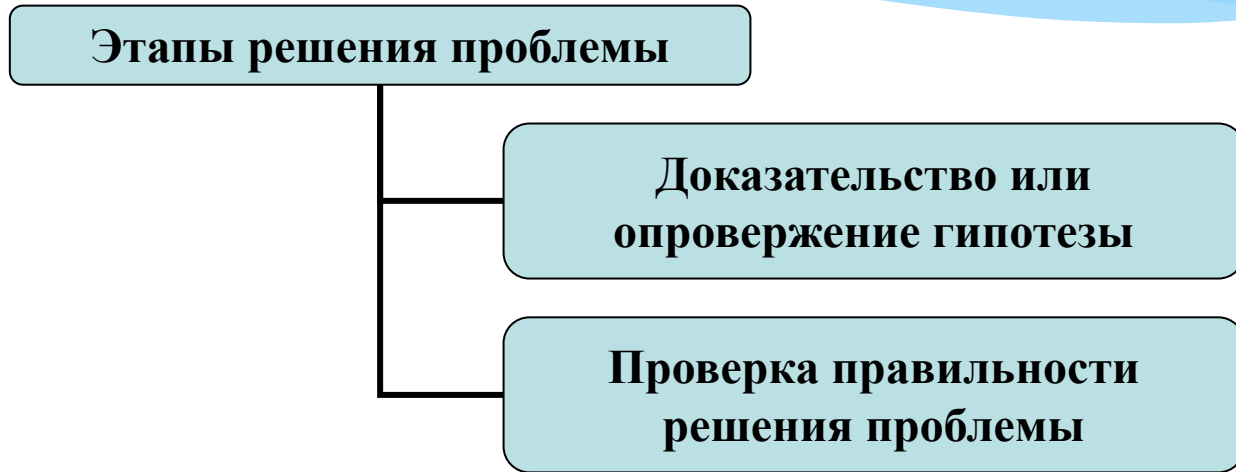 Этапы решения проблемы
Доказательство или
опровержение гипотезы
Проверка правильности
решения проблемы